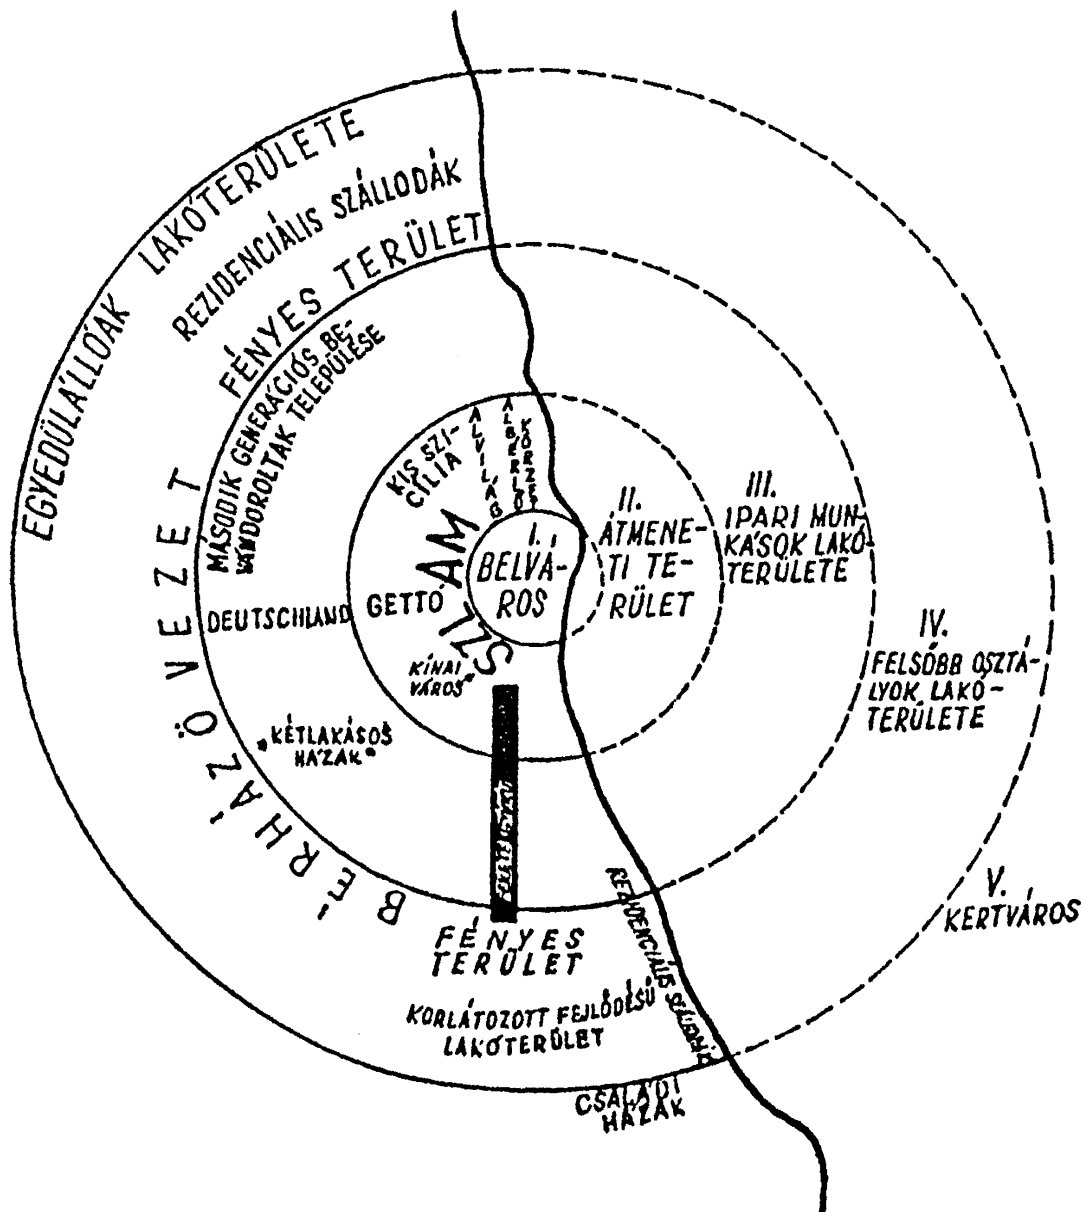 EGYEDÜLÁLLÓAK LAKÓTERÜLETE
REZIDENCIÁLIS SZÁLLODÁK
FÉNYES TERÜLET
MÁSODIK GENERÁCIÓS BE-
VÁNDOROLTAK TELEPÜLÉSE
BÉRHÁZÖVEZET
KIS SZI-
CÍLIA
ALVILÁG
ALBÉRLŐ
KÖRZET
SZLAM
I.
BELVÁ-
ROS
II.
ÁTMENE-
TI TE-
RÜLET
III.
IPARI MUN-
KÁSOK LAKÓ-
TERÜLETE
IV.
FELSŐBB OSZTÁ-
LYOK LAKÓ-
TERÜLETE
V.
KERTVÁROS
DEUTSCHLAND
GETTÓ
KÍNAI
VÁROS"
"KÉTLAKÁSOS
HÁZAK"
FEKETE
FÉNYES
TERÜLET
REZIDENCIÁLIS SZÁLLODÁK
KORLÁTOZOTT FEJLŐDÉSŰ
LAKÓTERÜLET
CSALÁDI
HÁZAK